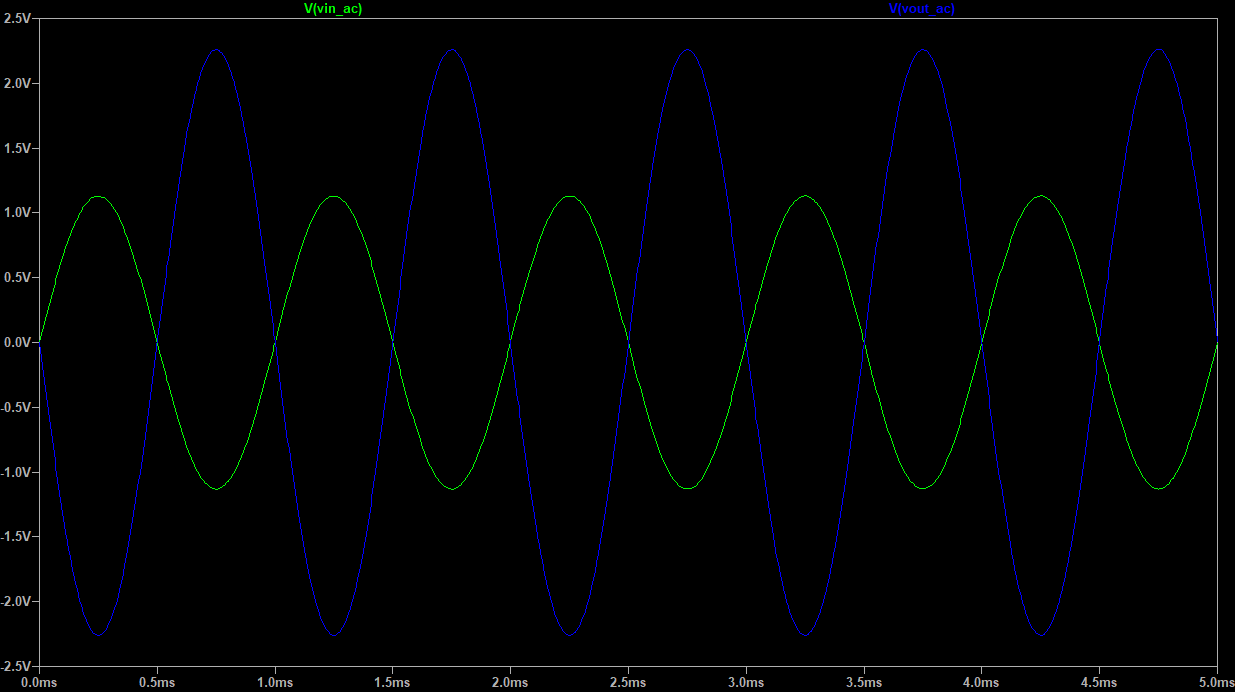 V(vin_ac) V(vout_ac)
2.5V
2.0V
1.5V
1.0V
0.5V
0.0V
-0.5V
-1.0V
-1.5V
-2.0V
-2.5V
0.0ms 0.5ms 1.0ms 1.5ms 2.0ms 2.5ms 3.0ms 3.5ms 4.0ms 4.5ms 5.0ms